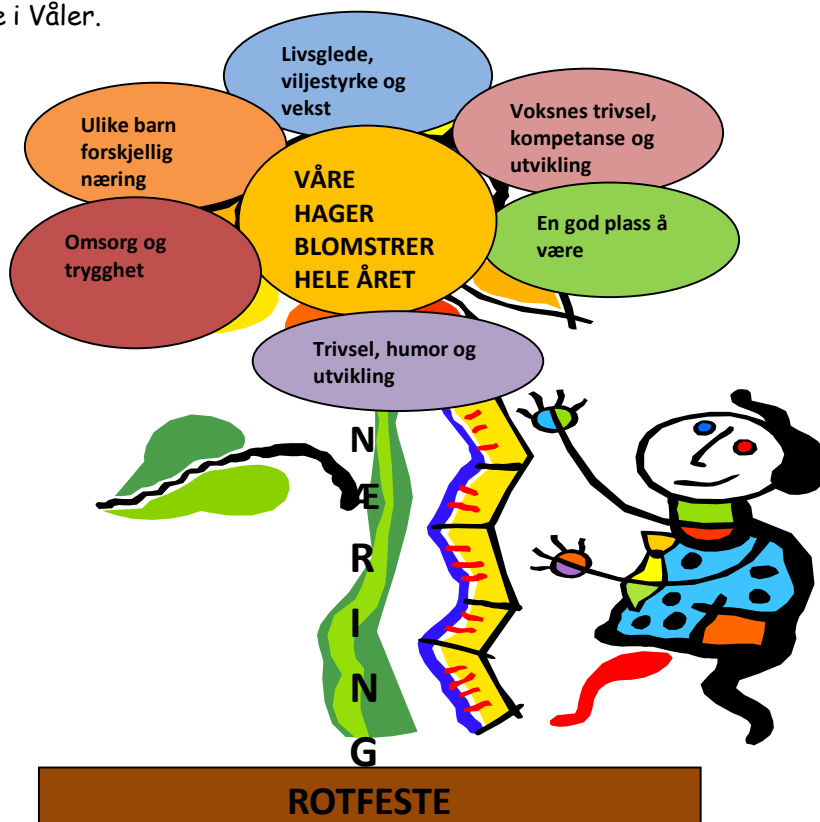 e i Våler.
Livsglede,
viljestyrke og
vekst
Ulike barn
forskjellig
næring
Voksnes trivsel,
kompetanse og
utvikling
VÅRE
HAGER
BLOMSTRER
HELE ÅRET
Omsorg og
trygghet
En god plass å
være
Trivsel, humor og
utvikling
N
Æ
R
I
N
G
ROTFESTE